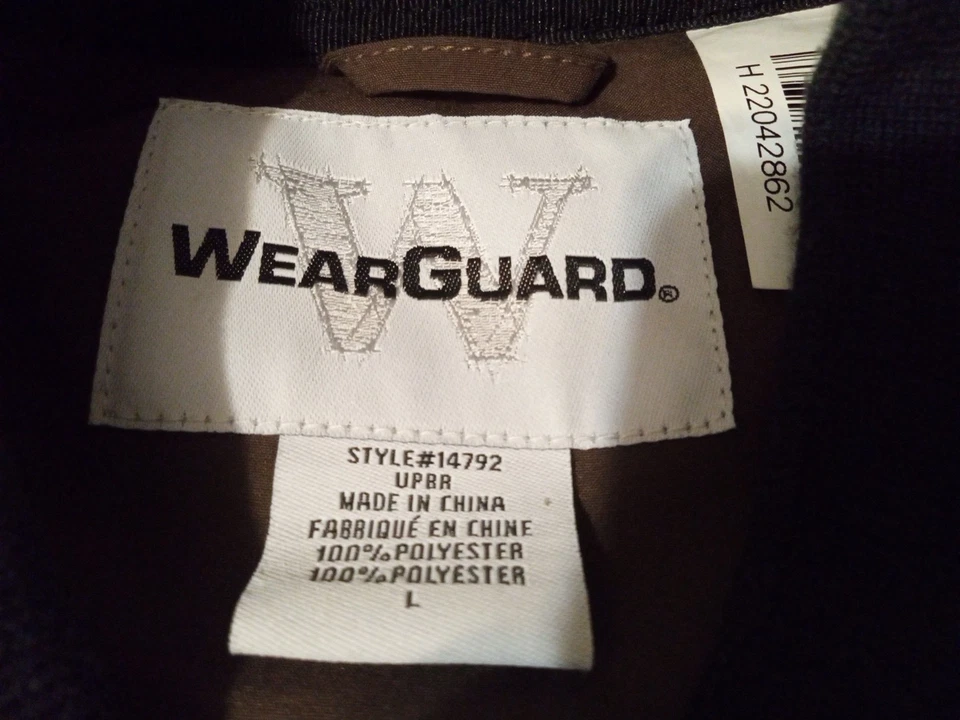 WEARGUARD®
H 22042862
STYLE#14792
UPBR
MADE IN CHINA
FABRIQUÉ EN CHINE
100% POLYESTER
100% POLYESTER
L